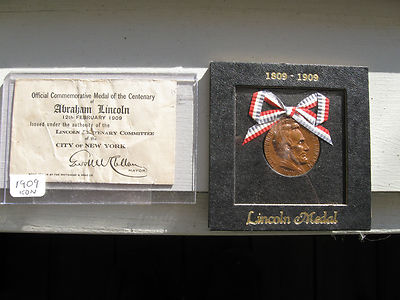 Official Commemorative Medal of the Centenary
of
Abraham Lincoln
12th FEBRUARY 1909
Issued under the authority of the
LINCOLN CENTENARY COMMITTEE
of the
CITY OF NEW YORK
MAYOR
1909
1809 - 1909
Lincoln Medal